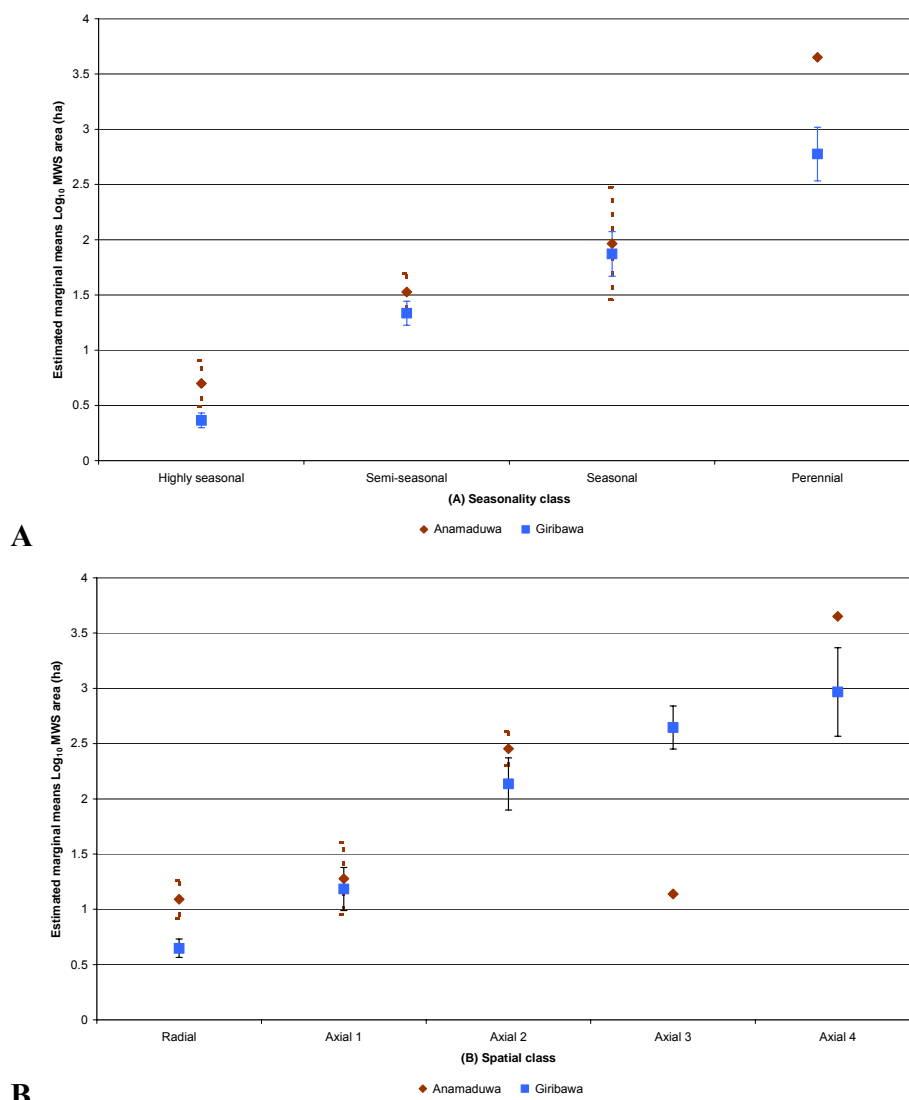 4
3.5
3
2.5
2
1.5
1
0.5
0
Estimated marginal means Log10 MWS area (ha)
Highly seasonal Semi-seasonal Seasonal Perennial
(A) Seasonality class
Anamaduwa Giribawa
A
4
3.5
3
2.5
2
1.5
1
0.5
0
Estimated marginal means Log10 MWS area (ha)
Radial Axial 1 Axial 2 Axial 3 Axial 4
(B) Spatial class
Anamaduwa Giribawa
B